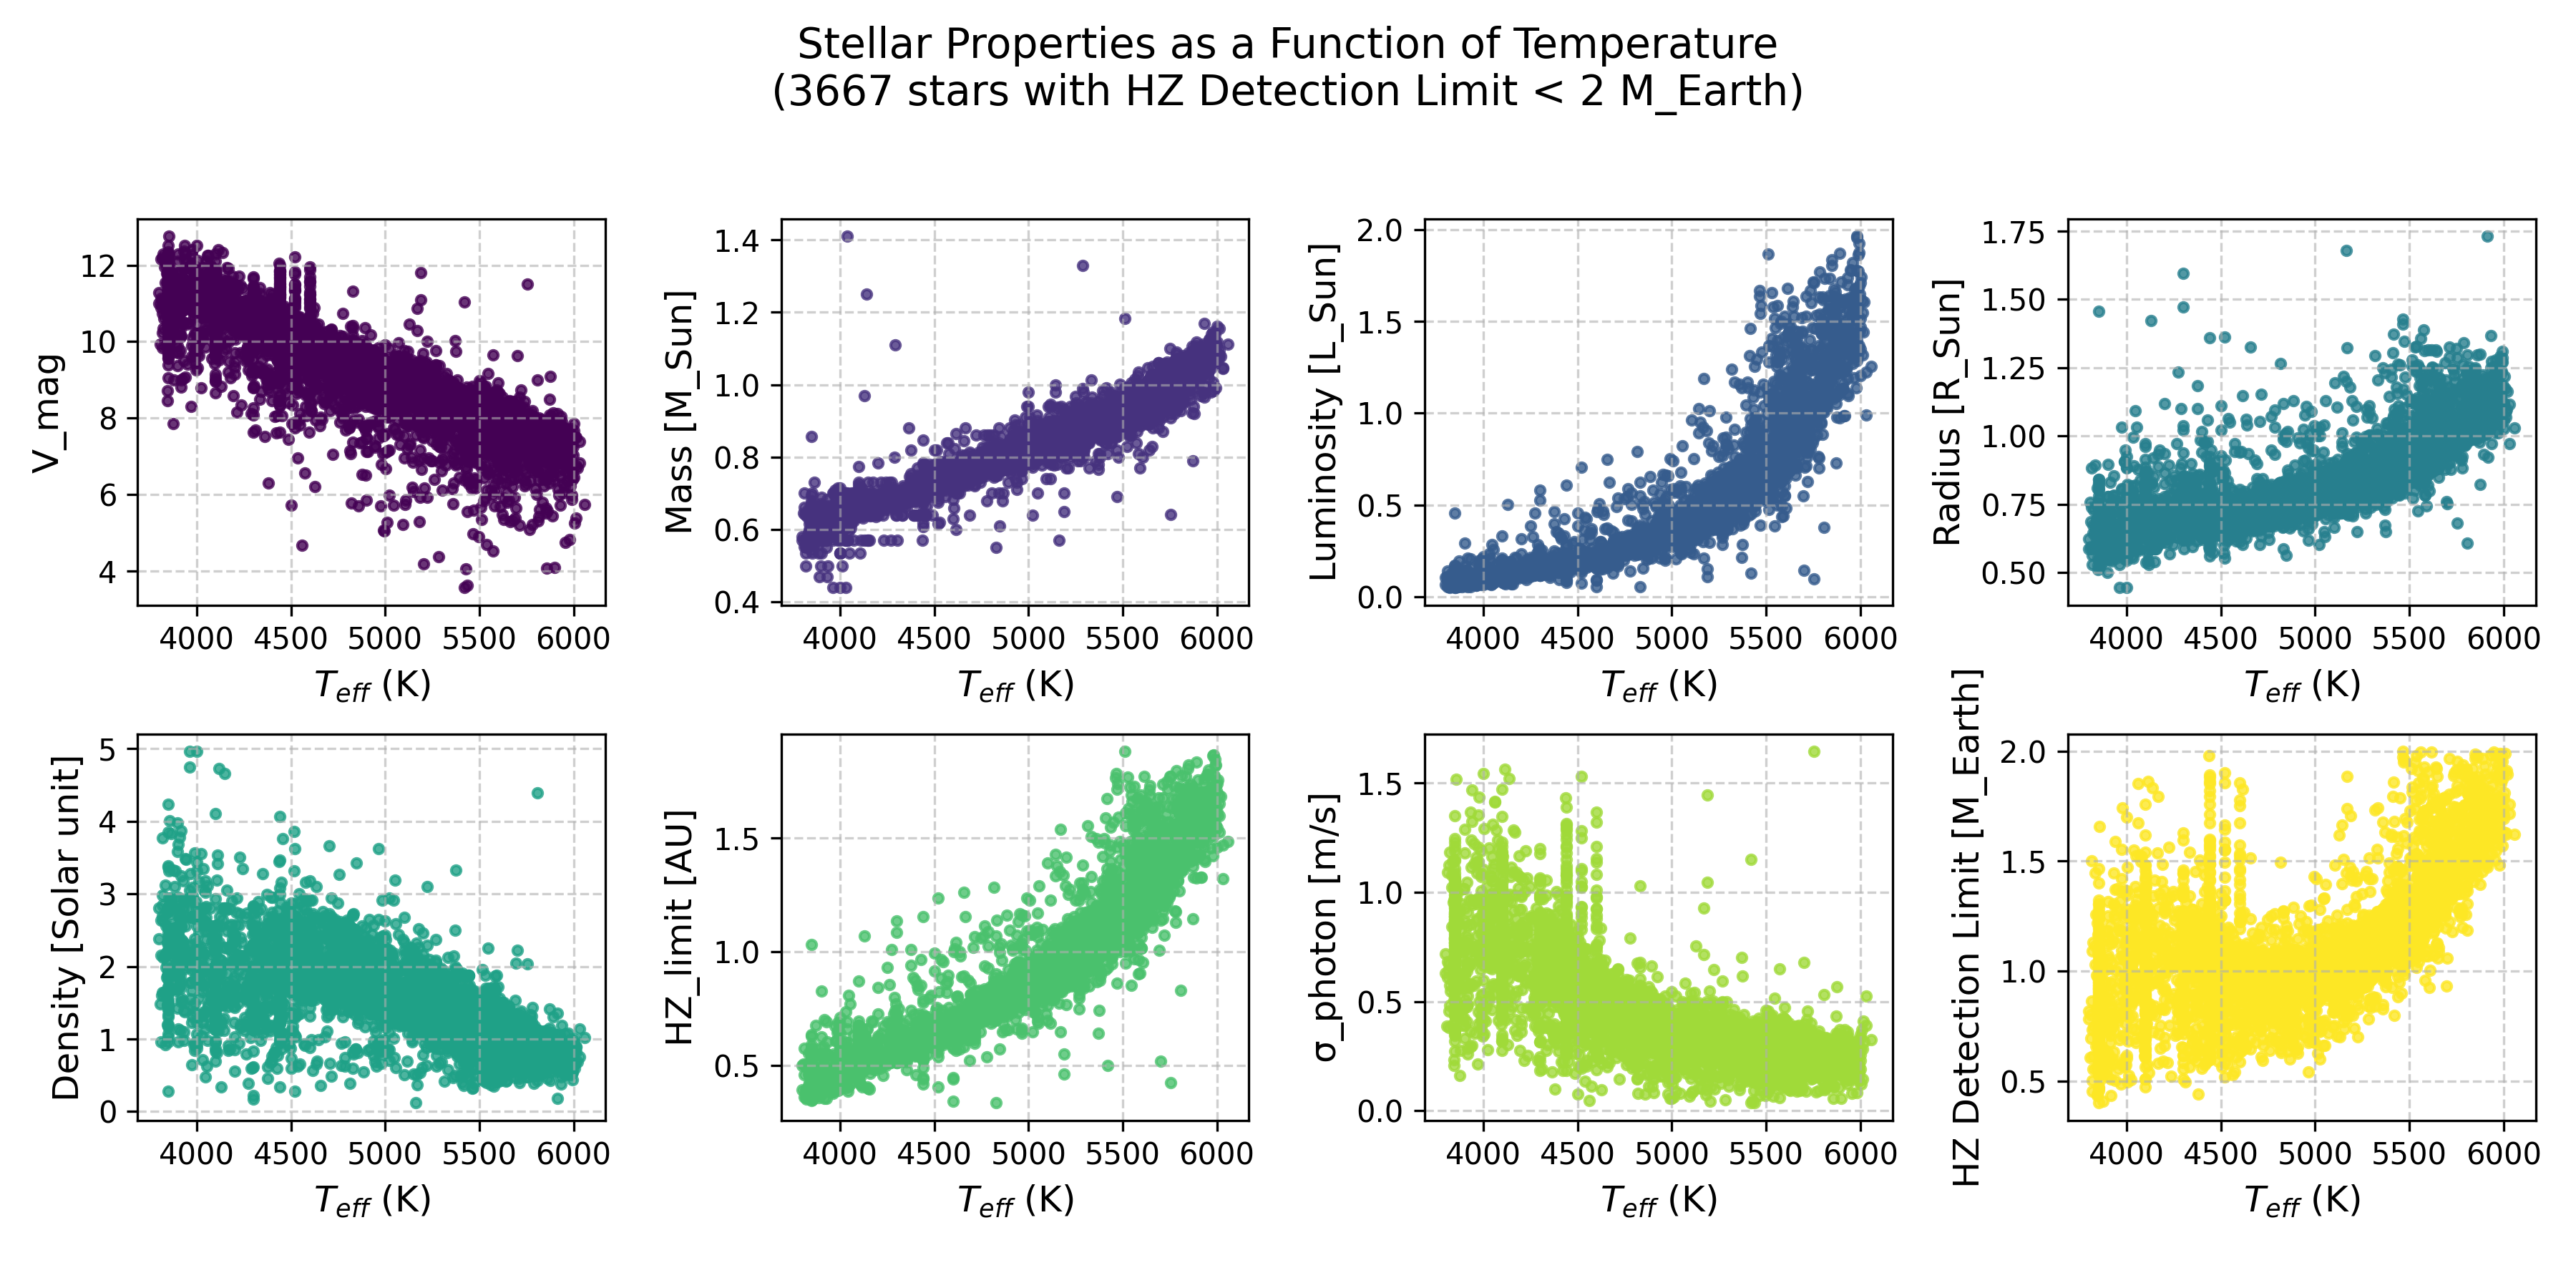 Stellar Properties as a Function of Temperature
(3667 stars with HZ Detection Limit < 2 M_Earth)
V_mag
12
10
8
6
4
4000 4500 5000 5500 6000
T_eff (K)
Mass [M_Sun]
1.4
1.2
1.0
0.8
0.6
0.4
4000 4500 5000 5500 6000
T_eff (K)
Luminosity [L_Sun]
2.0
1.5
1.0
0.5
0.0
4000 4500 5000 5500 6000
T_eff (K)
Radius [R_Sun]
1.75
1.50
1.25
1.00
0.75
0.50
4000 4500 5000 5500 6000
T_eff (K)
Density [Solar unit]
5
4
3
2
1
0
4000 4500 5000 5500 6000
T_eff (K)
HZ_limit [AU]
1.5
1.0
0.5
4000 4500 5000 5500 6000
T_eff (K)
σ_photon [m/s]
1.5
1.0
0.5
0.0
4000 4500 5000 5500 6000
T_eff (K)
HZ Detection Limit [M_Earth]
2.0
1.5
1.0
0.5
4000 4500 5000 5500 6000
T_eff (K)